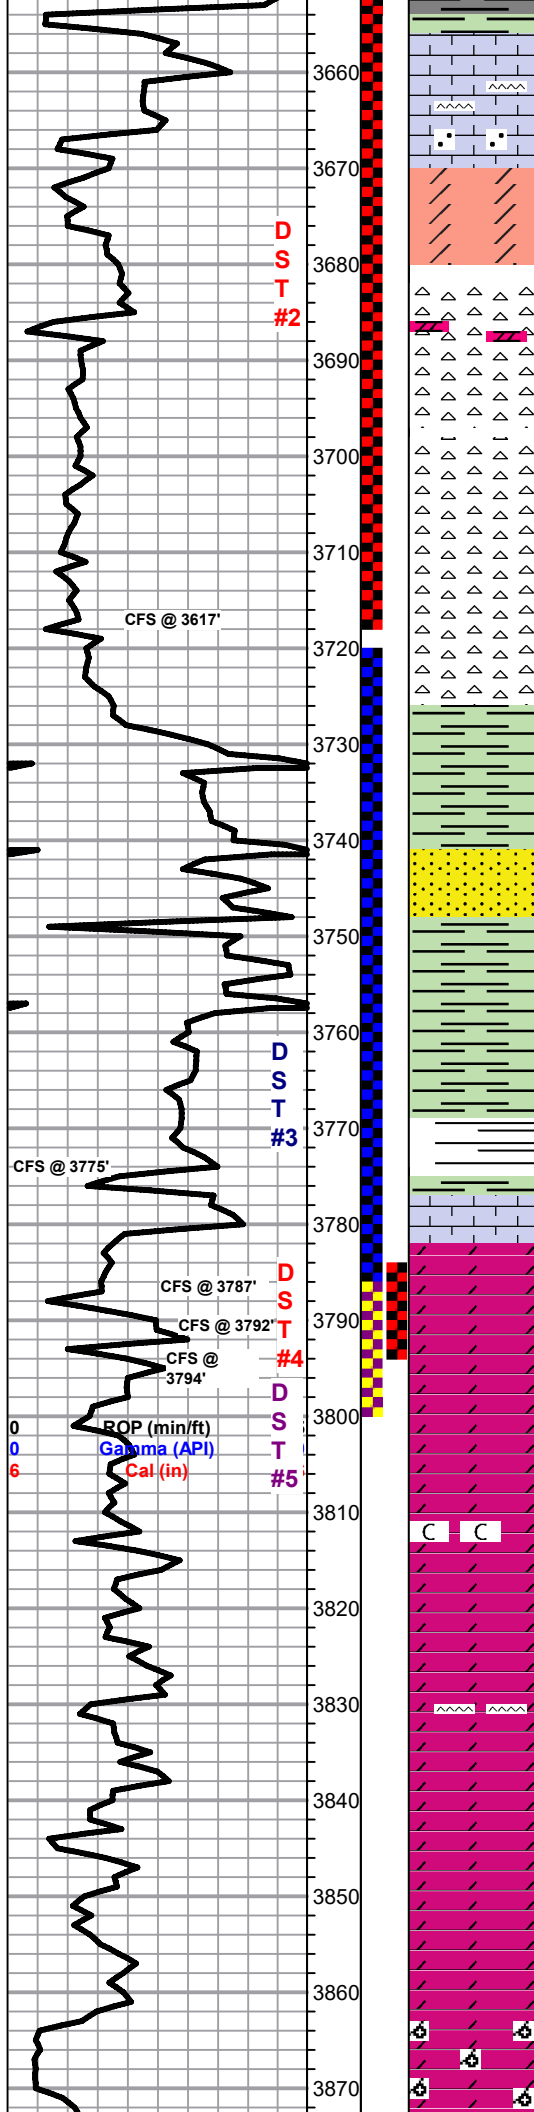 3660
3670
D
S
T
#2
3680
3690
3700
3710
CFS @ 3617'
3720
3730
3740
3750
3760
D
S
T
#3
3770
CFS @ 3775'
3780
D
S
T
#4
CFS @ 3787'
3790
CFS @ 3792'
CFS @
3794'
D
S
T
#5
3800
0 ROP (min/ft)
0 Gamma (API)
6 Cal (in)
3810
C C
3820
3830
3840
3850
3860
3870